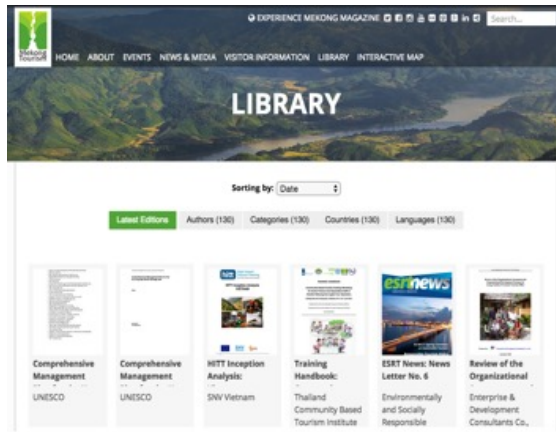 EXPERIENCE MEKONG MAGAZINE
Search...
Mekong
Tourism
HOME ABOUT EVENTS NEWS & MEDIA VISITOR INFORMATION LIBRARY INTERACTIVE MAP
LIBRARY
Sorting by: Date
Latest Editions Authors (130) Categories (130) Countries (130) Languages (130)
HITT Inception
esrtnews
Comprehensive
Management
UNESCO
Comprehensive
Management
UNESCO
HITT Inception
Analysis:
SNV Vietnam
Training
Handbook:
Thailand
Community Based
Tourism Institute
ESRT News: News
Letter No. 6
Environmentally
and Socially
Responsible
Review of the
Organizational
Enterprise &
Development
Consultants Co.,